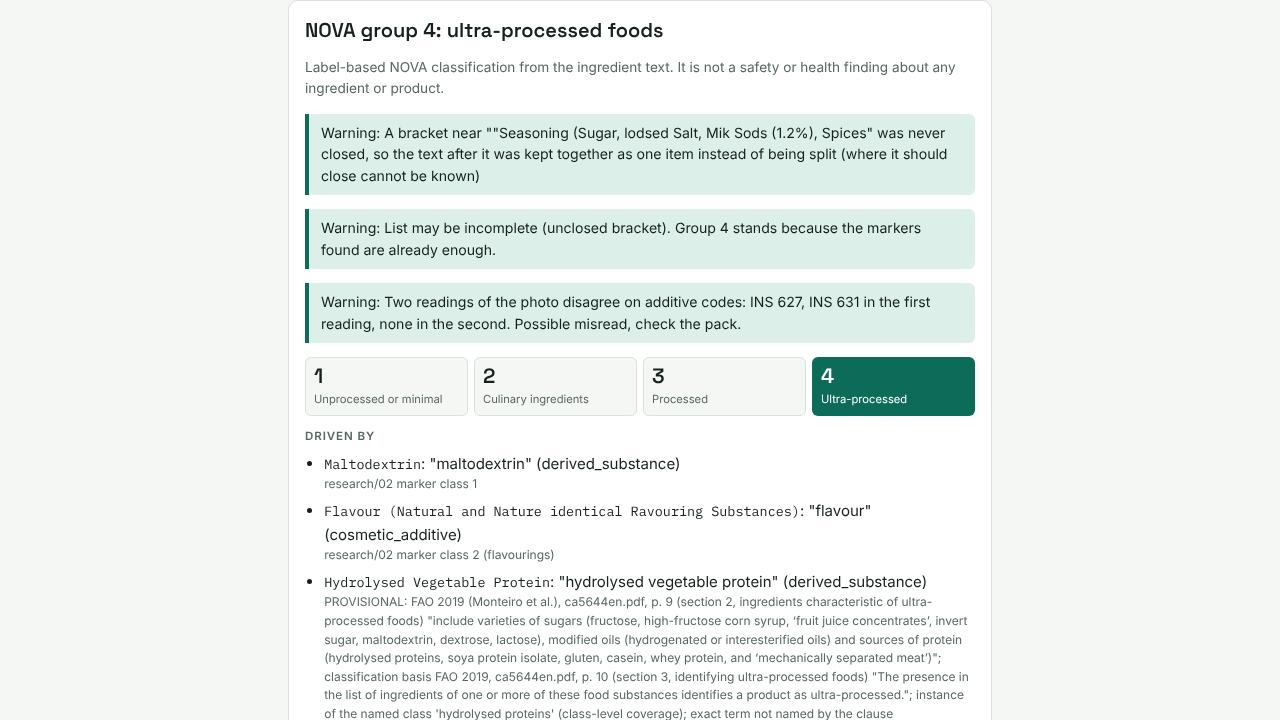 NOVA group 4: ultra-processed foods
Label-based NOVA classification from the ingredient text. It is not a safety or health finding about any
ingredient or product.
Warning: A bracket near ""Seasoning (Sugar, lodsed Salt, Mik Sods (1.2%), Spices" was never
closed, so the text after it was kept together as one item instead of being split (where it should
close cannot be known)
Warning: List may be incomplete (unclosed bracket). Group 4 stands because the markers
found are already enough.
Warning: Two readings of the photo disagree on additive codes: INS 627, INS 631 in the first
reading, none in the second. Possible misread, check the pack.
1
Unprocessed or minimal
2
Culinary ingredients
3
Processed
4
Ultra-processed
DRIVEN BY
• Maltodextrin: "maltodextrin" (derived_substance)
research/02 marker class 1
• Flavour (Natural and Nature identical Ravouring Substances): "flavour"
(cosmetic_additive)
research/02 marker class 2 (flavourings)
• Hydrolysed Vegetable Protein: "hydrolysed vegetable protein" (derived_substance)
PROVISIONAL: FAO 2019 (Monteiro et al.), ca5644en.pdf, p. 9 (section 2, ingredients characteristic of ultra-
processed foods) "include varieties of sugars (fructose, high-fructose corn syrup, ‘fruit juice concentrates’, invert
sugar, maltodextrin, dextrose, lactose), modified oils (hydrogenated or interesterified oils) and sources of protein
(hydrolysed proteins, soya protein isolate, gluten, casein, whey protein, and ‘mechanically separated meat’)";
classification basis FAO 2019, ca5644en.pdf, p. 10 (section 3, identifying ultra-processed foods) "The presence in
the list of ingredients of one or more of these food substances identifies a product as ultra-processed."; instance
of the named class 'hydrolysed proteins' (class-level coverage); exact term not named by the clause